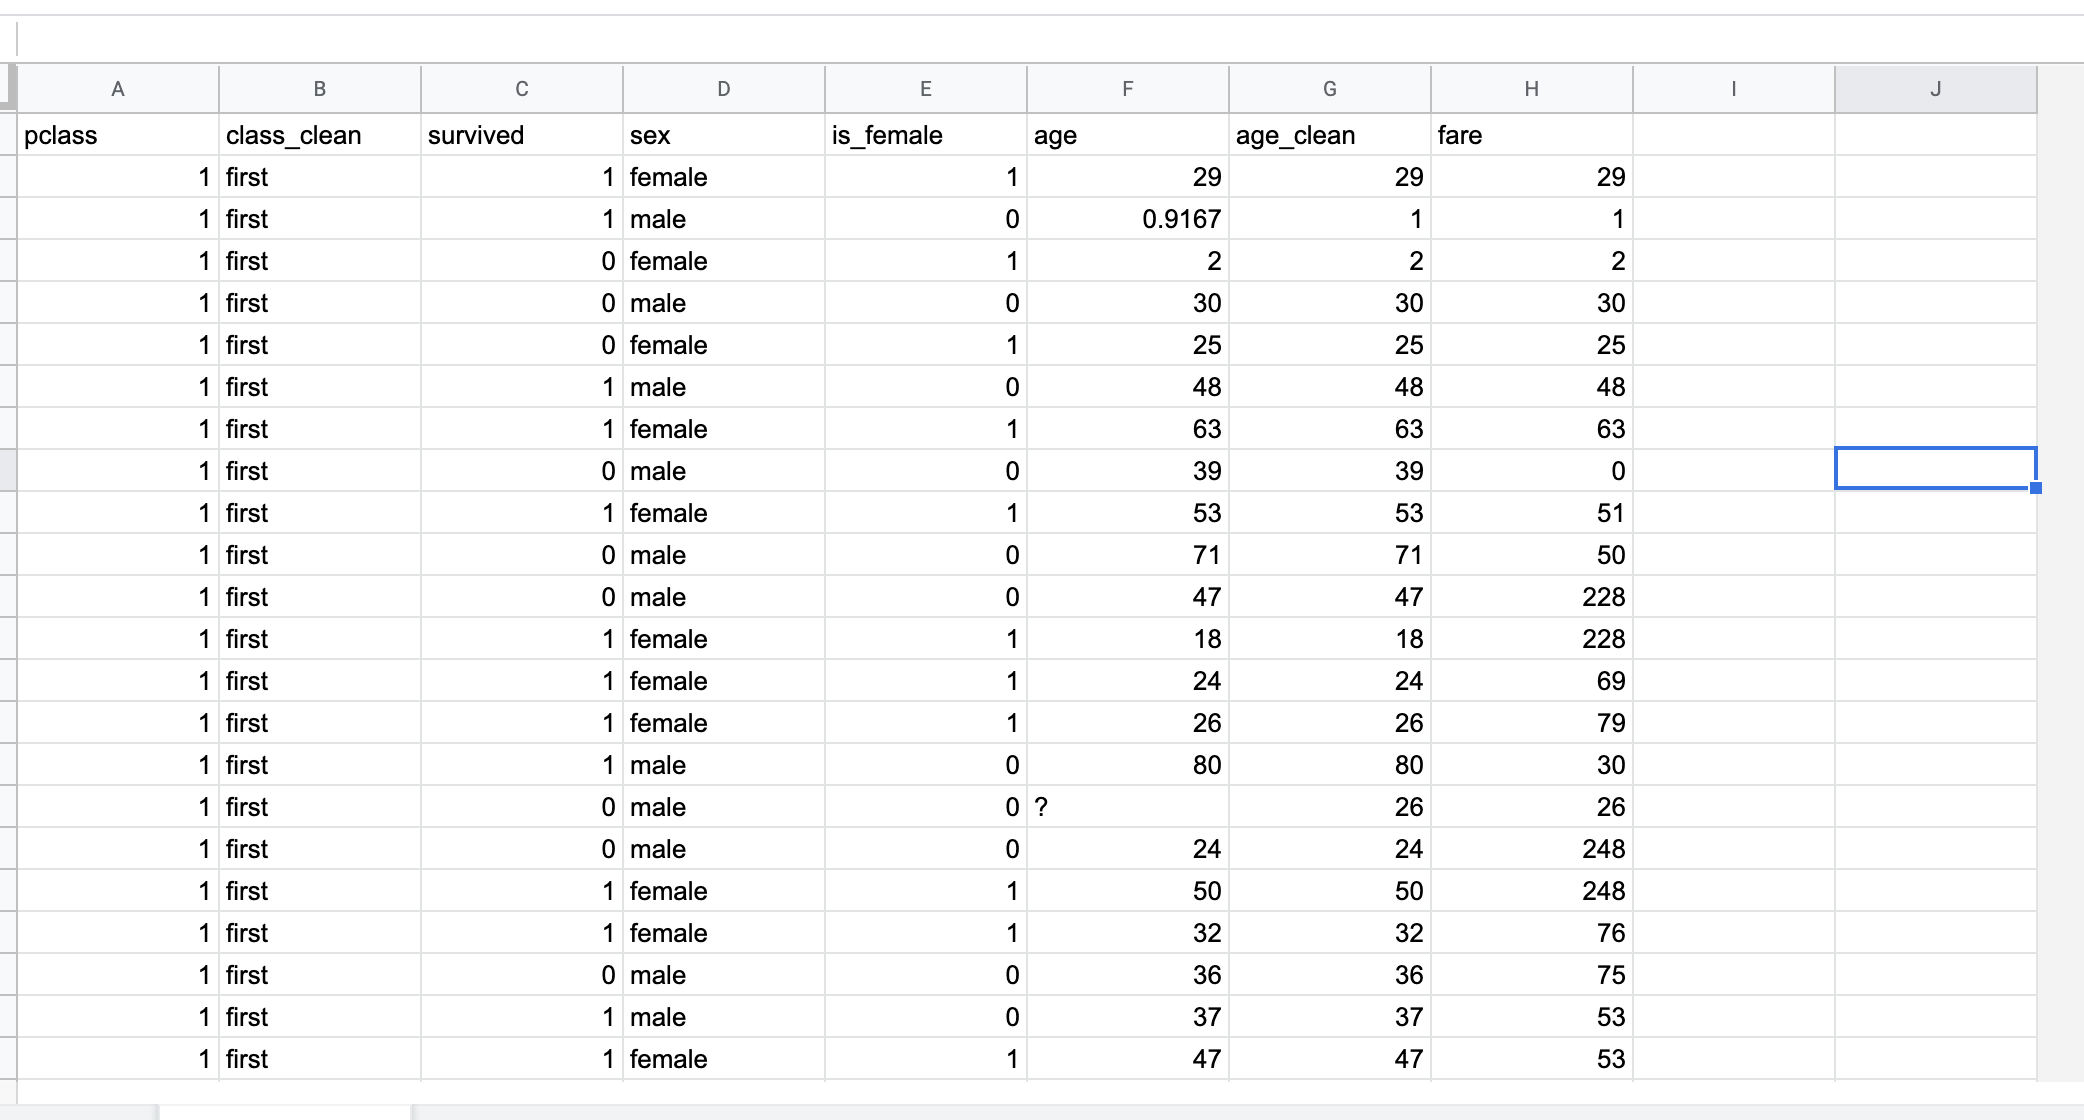 A B C D E F G H I J
pclass class_clean survived sex is_female age age_clean fare
1 first 1 female 1 29 29 29
1 first 1 male 0 0.9167 1 1
1 first 0 female 1 2 2 2
1 first 0 male 0 30 30 30
1 first 0 female 1 25 25 25
1 first 1 male 0 48 48 48
1 first 1 female 1 63 63 63
1 first 0 male 0 39 39 0
1 first 1 female 1 53 53 51
1 first 0 male 0 71 71 50
1 first 0 male 0 47 47 228
1 first 1 female 1 18 18 228
1 first 1 female 1 24 24 69
1 first 1 female 1 26 26 79
1 first 1 male 0 80 80 30
1 first 0 male 0 ? 26 26
1 first 0 male 0 24 24 248
1 first 1 female 1 50 50 248
1 first 1 female 1 32 32 76
1 first 0 male 0 36 36 75
1 first 1 male 0 37 37 53
1 first 1 female 1 47 47 53